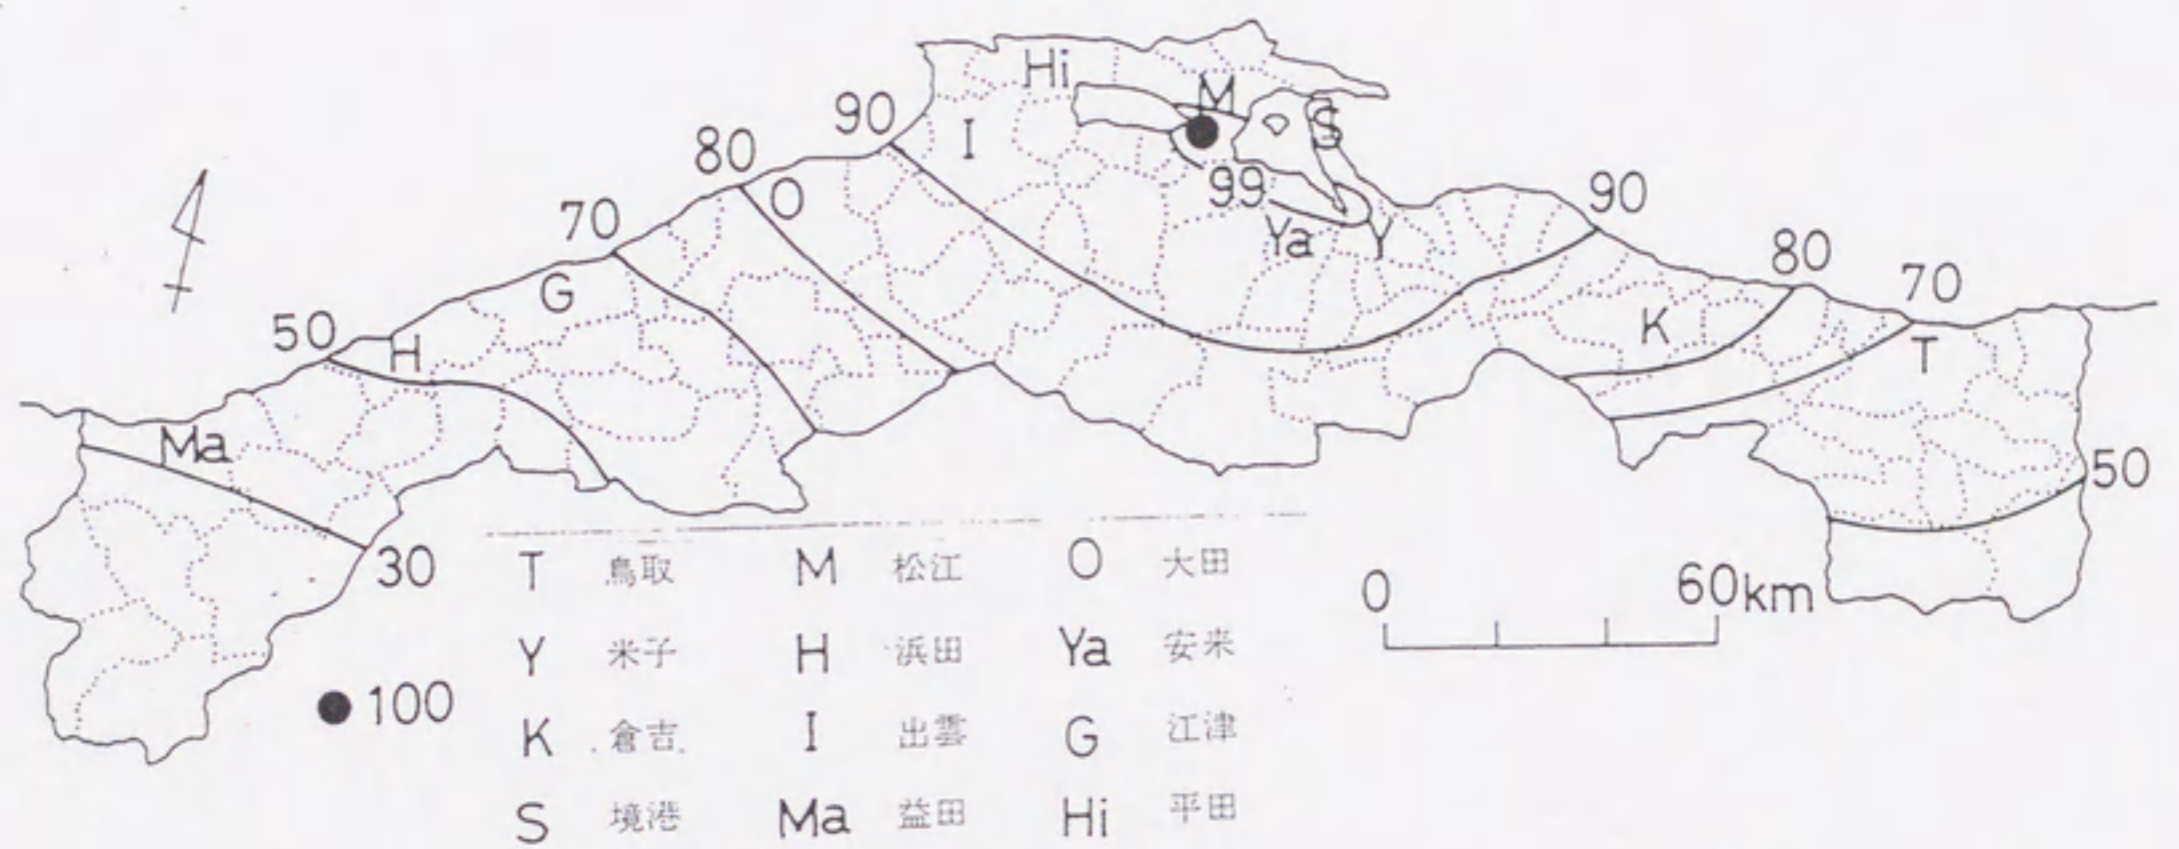 Hi
M
90
S
I
80
O
99
90
70
Ya
Y
80
G
70
50
K
H
T
Ma
50
30
T 鳥取 M 松江 O 大田
0 60km
Y 米子 H 浜田 Ya 安来
100
K 倉吉 I 出雲 G 江津
S 境港 Ma 益田 Hi 平田